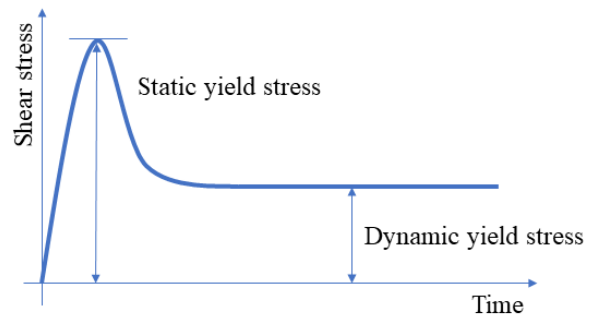 Shear stress
Static yield stress
Dynamic yield stress
Time